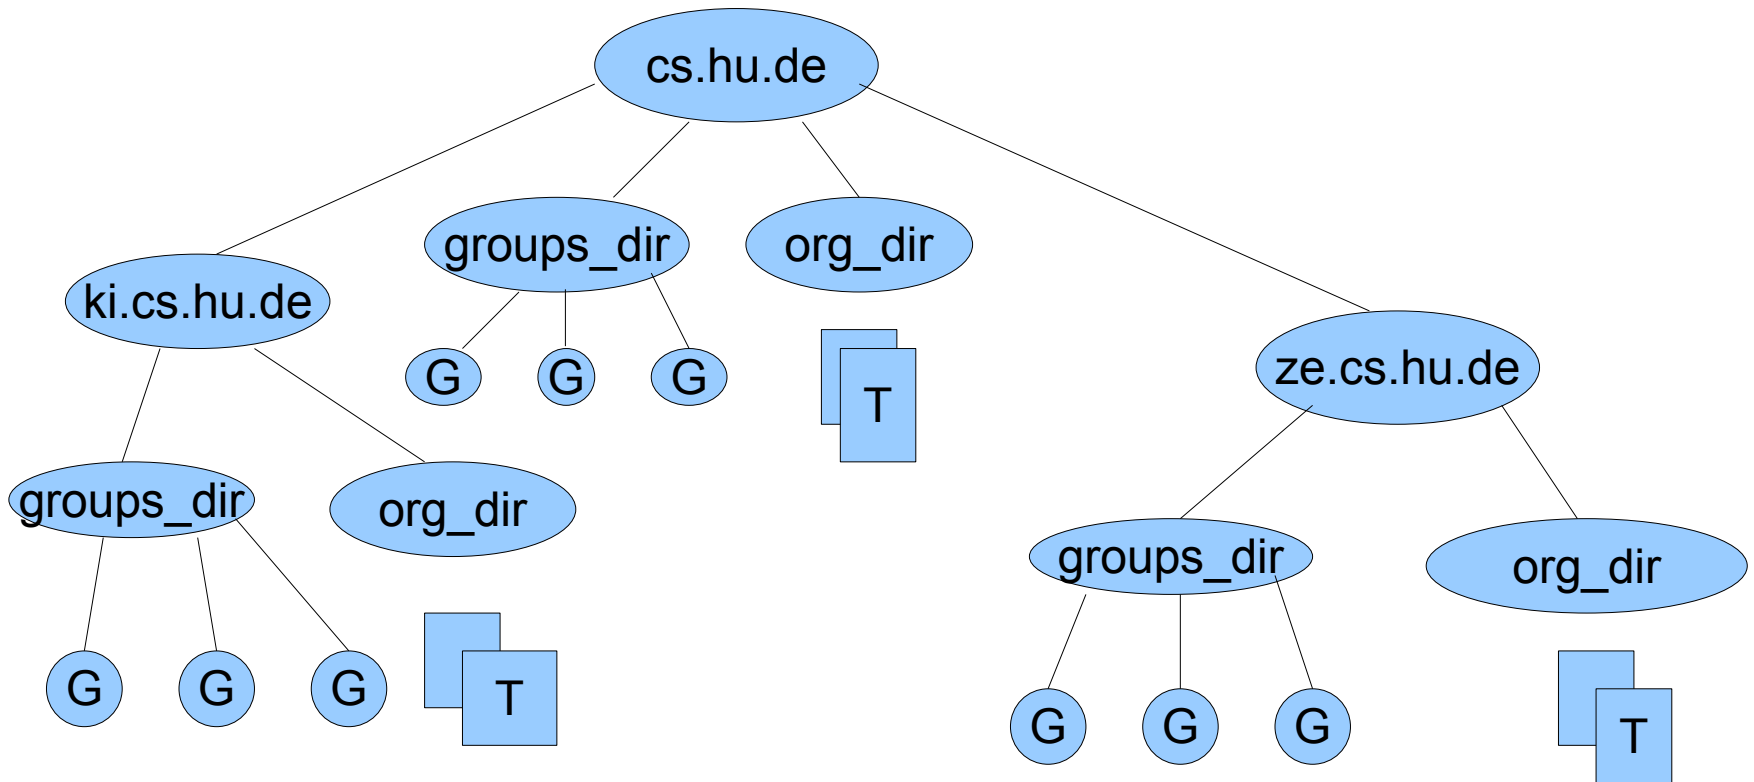 cs.hu.de
groups_dir
org_dir
ki.cs.hu.de
G
G
G
T
ze.cs.hu.de
groups_dir
org_dir
groups_dir
org_dir
G
G
G
T
G
G
G
T